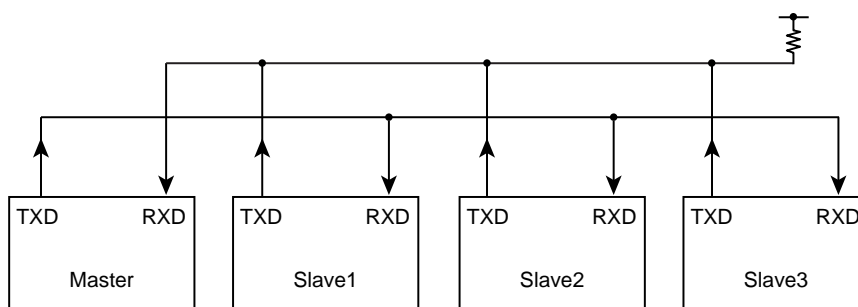 TXD RXD TXD RXD TXD RXD TXD RXD
Master Slave1 Slave2 Slave3